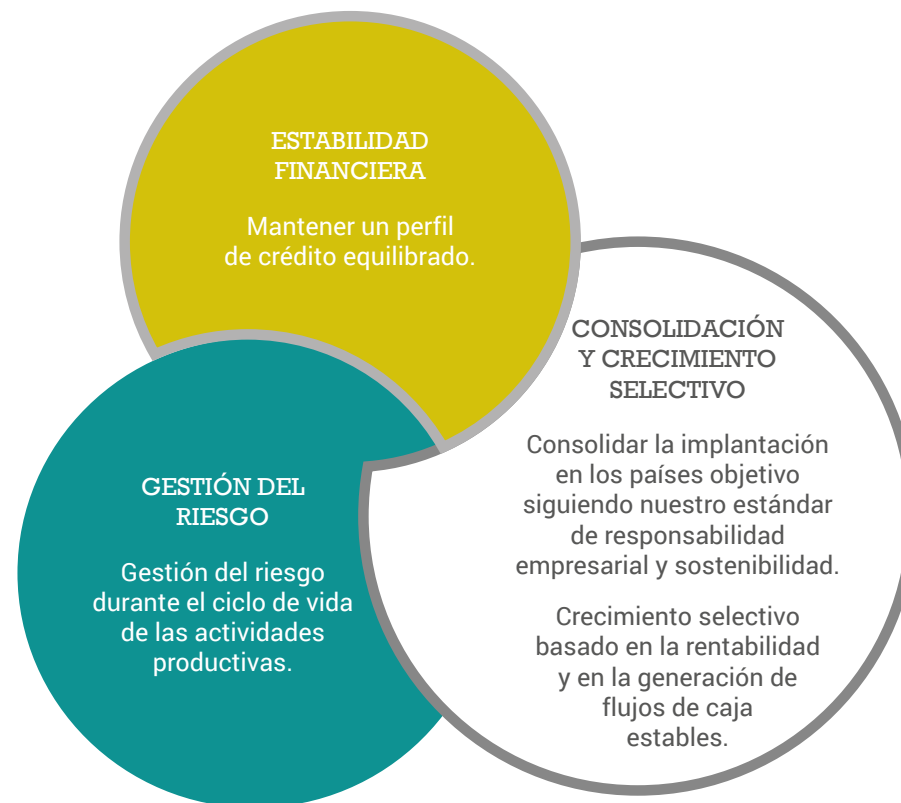 ESTABILIDAD
FINANCIERA
Mantener un perfil
de crédito equilibrado.
CONSOLIDACIÓN
Y CRECIMIENTO
SELECTIVO
Consolidar la implantación
en los países objetivo
siguiendo nuestro estándar
de responsabilidad
empresarial y sostenibilidad.
Crecimiento selectivo
basado en la rentabilidad
y en la generación de
flujos de caja
estables.
GESTIÓN DEL
RIESGO
Gestión del riesgo
durante el ciclo de vida
de las actividades
productivas.